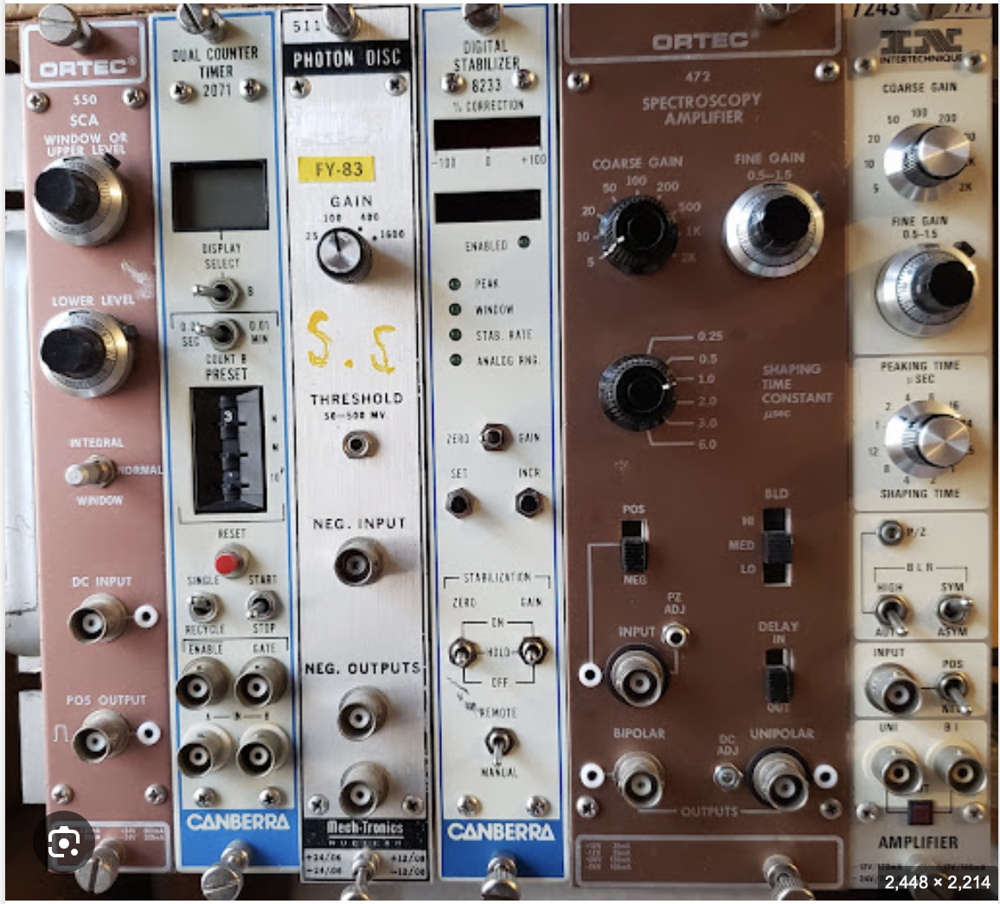 ORTEC®
550
SCA
WINDOW OR
UPPER LEVEL
LOWER LEVEL
INTEGRAL
NORMAL
WINDOW
DC INPUT
POS OUTPUT
DUAL COUNTER
TIMER
2071
DISPLAY
SELECT
B
0.01
SEC
0.01
MIN
COUNT B
PRESET
N
M
10P
RESET
SINGLE
START
RECYCLE
STOP
ENABLE
GATE
A — IN — B
CANBERRA
511
PHOTON DISC
FY-83
GAIN
100 400
25 1600
S.S
THRESHOLD
50-500 MV.
NEG. INPUT
NEG. OUTPUTS
Mech-Tronics
NUCLEAR
+24/06 +12/08
-24/06 -12/08
DIGITAL
STABILIZER
8233
% CORRECTION
-100 0 +100
ENABLED
PEAK
WINDOW
STAB. RATE
ANALOG RNG.
ZERO GAIN
SET INCR.
STABILIZATION
ZERO GAIN
ON
HOLD
OFF
REMOTE
MANUAL
CANBERRA
ORTEC®
472
SPECTROSCOPY
AMPLIFIER
COARSE GAIN
50 100 200
20 500
10 1K
5 2K
FINE GAIN
0.5-1.5
0.25
0.5
1.0
2.0
3.0
6.0
SHAPING
TIME
CONSTANT
μsec
POS
NEG
BLD
HI
MED
LO
PZ
ADJ
INPUT
DELAY
IN
OUT
BIPOLAR
DC
ADJ
UNIPOLAR
OUTPUTS
7243
724
IN
INTERTECHNIQUE
COARSE GAIN
50 100 200
20
10
5 2K
FINE GAIN
0.5-1.5
PEAKING TIME
μ SEC
2 4 8 16
1
12
8 4 2 1
SHAPING TIME
P/Z
BLR
HIGH SYM
ASYM
INPUT POS
UNI BI
AMPLIFIER
2,448 × 2,214